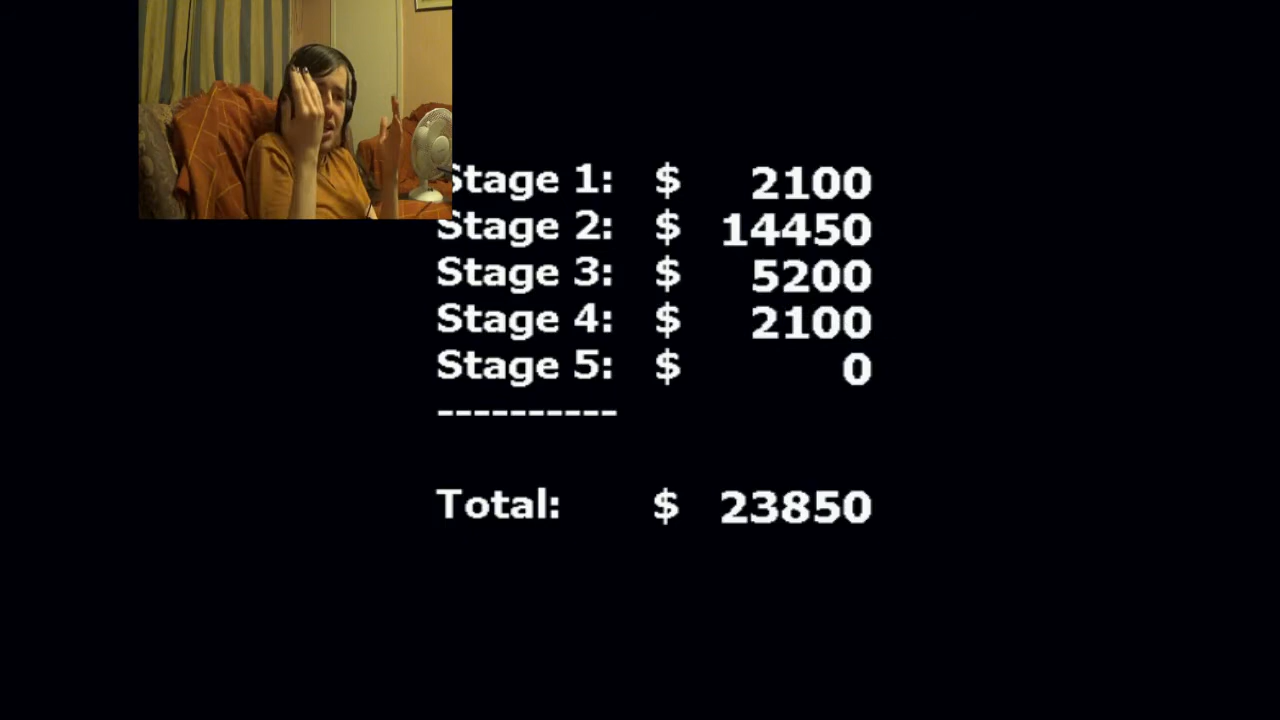 Stage 1: $ 2100
Stage 2: $ 14450
Stage 3: $ 5200
Stage 4: $ 2100
Stage 5: $ 0
----------
Total: $ 23850